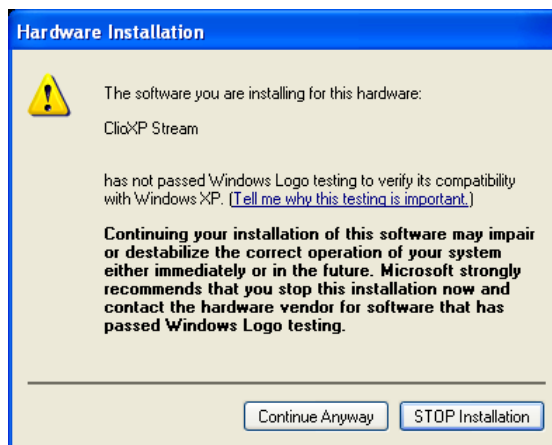 Hardware Installation
The software you are installing for this hardware:
ClioXP Stream
has not passed Windows Logo testing to verify its compatibility
with Windows XP. (Tell me why this testing is important.)
Continuing your installation of this software may impair
or destabilize the correct operation of your system
either immediately or in the future. Microsoft strongly
recommends that you stop this installation now and
contact the hardware vendor for software that has
passed Windows Logo testing.
Continue Anyway
STOP Installation